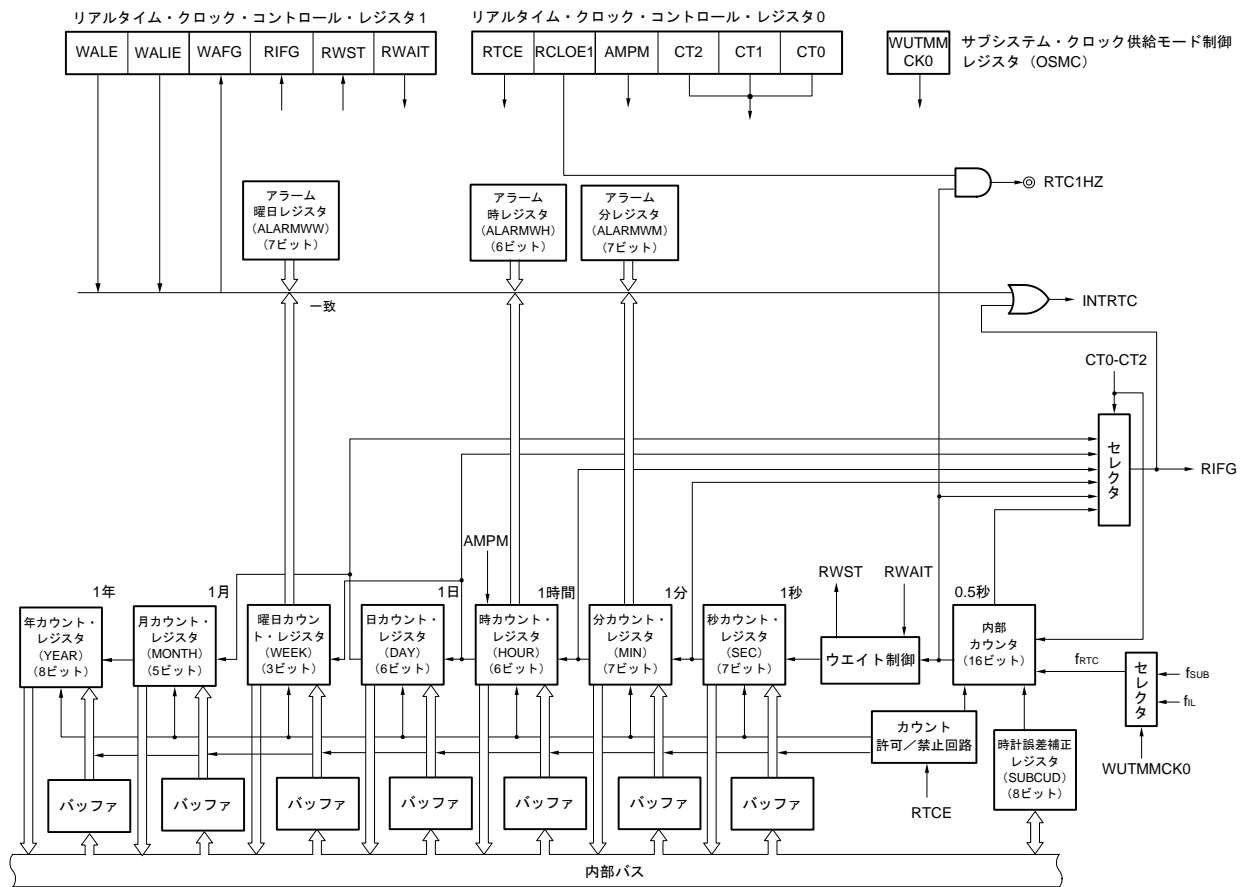 リアルタイム・クロック・コントロール・レジスタ1
リアルタイム・クロック・コントロール・レジスタ0
WALE
WALIE
WAFG
RIFG
RWST
RWAIT
RTCE
RCLOE1
AMPM
CT2
CT1
CT0
WUTMM
CK0
サブシステム・クロック供給モード制御
レジスタ（OSMC）
アラーム
曜日レジスタ
(ALARMWW)
(7ビット)
アラーム
時レジスタ
(ALARMWH)
(6ビット)
アラーム
分レジスタ
(ALARMWM)
(7ビット)
RTC1HZ
一致
INTRTC
CT0-CT2
セレクタ
RIFG
AMPM
RWST
RWAIT
1年
1月
1日
1時間
1分
1秒
0.5秒
年カウント・
レジスタ
(YEAR)
(8ビット)
月カウント・
レジスタ
(MONTH)
(5ビット)
曜日カウン
ト・レジスタ
(WEEK)
(3ビット)
日カウント・
レジスタ
(DAY)
(6ビット)
時カウント・
レジスタ
(HOUR)
(6ビット)
分カウント・
レジスタ
(MIN)
(7ビット)
秒カウント・
レジスタ
(SEC)
(7ビット)
ウエイト制御
内部
カウンタ
(16ビット)
fRTC
セレクタ
fSUB
fIL
WUTMMCK0
カウント
許可／禁止回路
RTCE
時計誤差補正
レジスタ
(SUBCUD)
(8ビット)
バッファ
バッファ
バッファ
バッファ
バッファ
バッファ
バッファ
内部バス